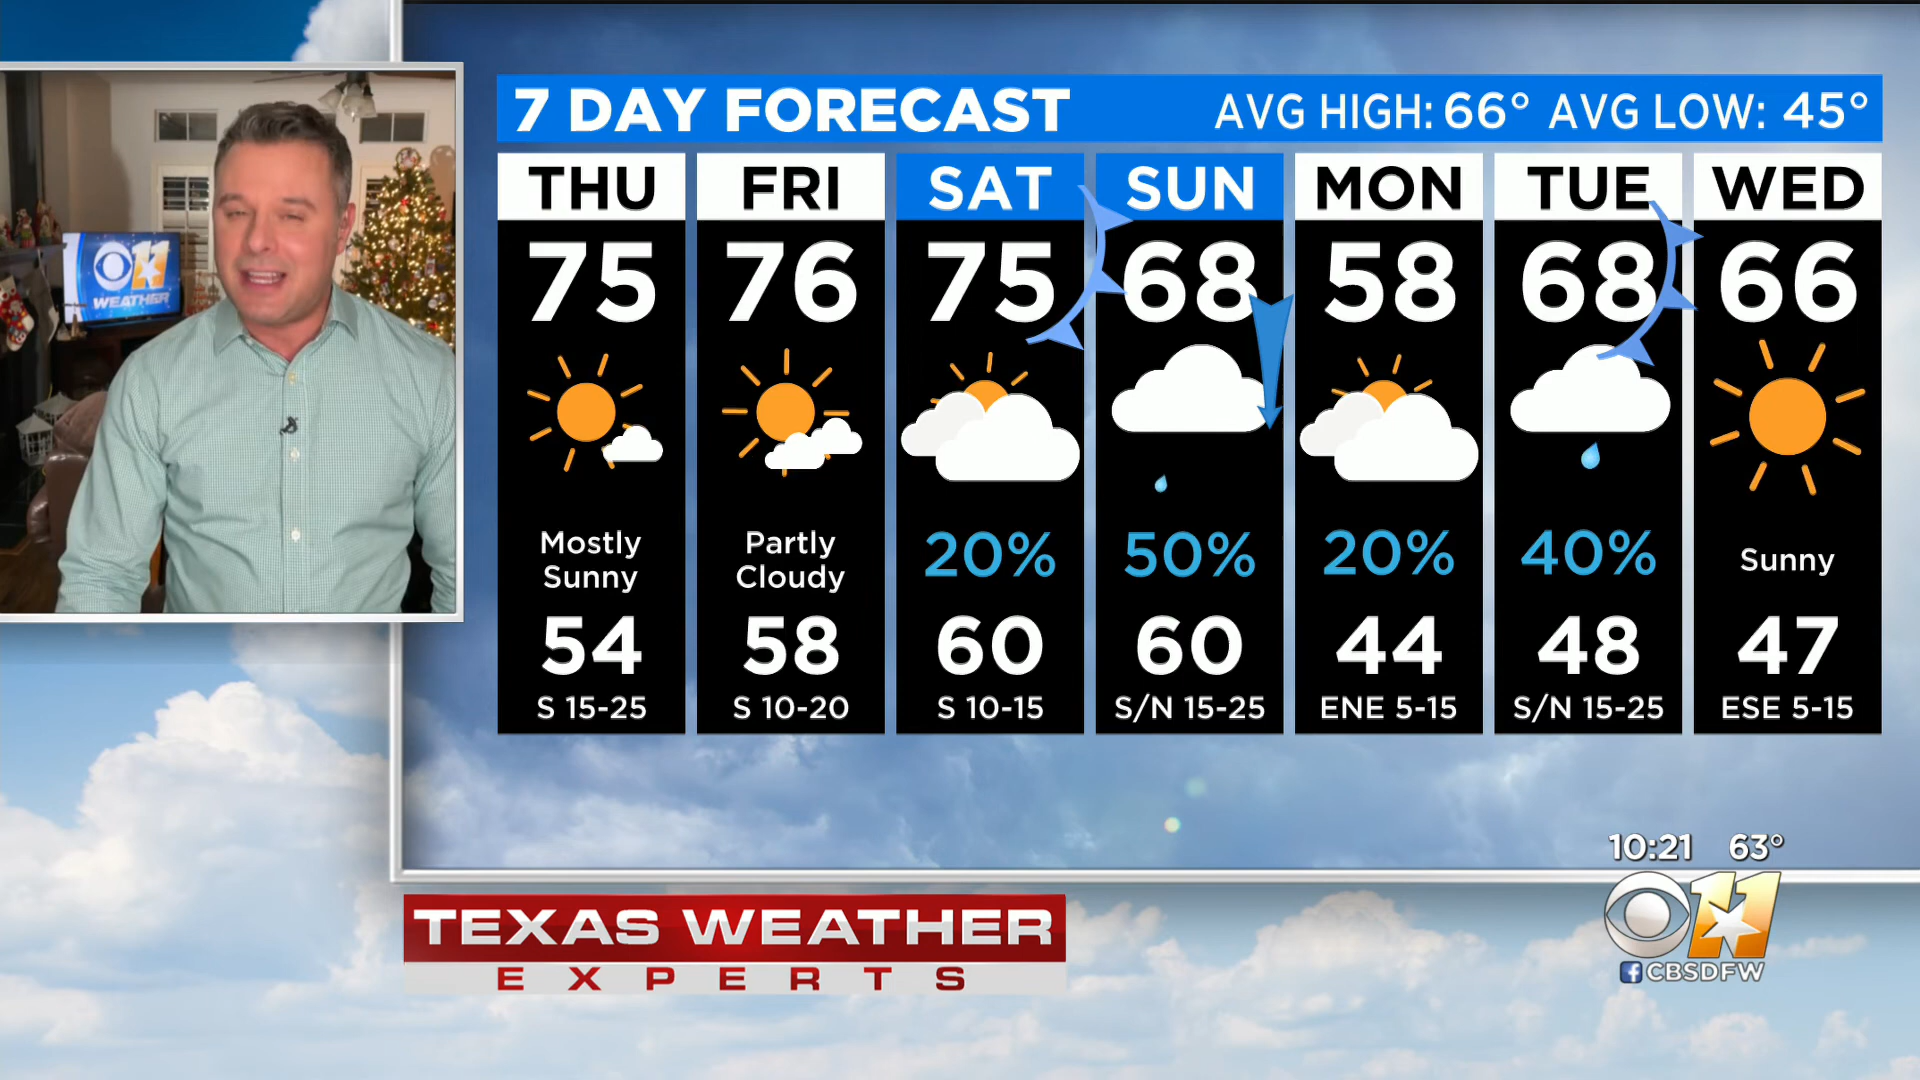 7 DAY FORECAST AVG HIGH: 66° AVG LOW: 45°
THU FRI SAT SUN MON TUE WED
75 76 75 68 58 68 66
Mostly Sunny
Partly Cloudy
20% 50% 20% 40%
Sunny
54 58 60 60 44 48 47
S 15-25 S 10-20 S 10-15 S/N 15-25 ENE 5-15 S/N 15-25 ESE 5-15
11
WEATHER
10:21 63°
11
CBSDFW
TEXAS WEATHER
EXPERTS